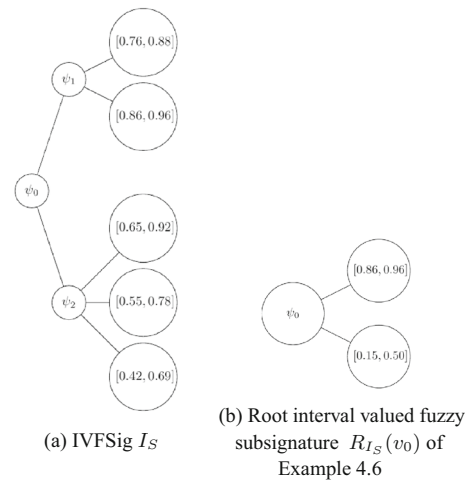 [0.76, 0.88]
ψ1
[0.86, 0.96]
ψ0
[0.65, 0.92]
ψ2
[0.55, 0.78]
[0.42, 0.69]
(a) IVFSig I_S
[0.86, 0.96]
ψ0
[0.15, 0.50]
(b) Root interval valued fuzzy
subsignature R_{I_S}(v_0) of
Example 4.6